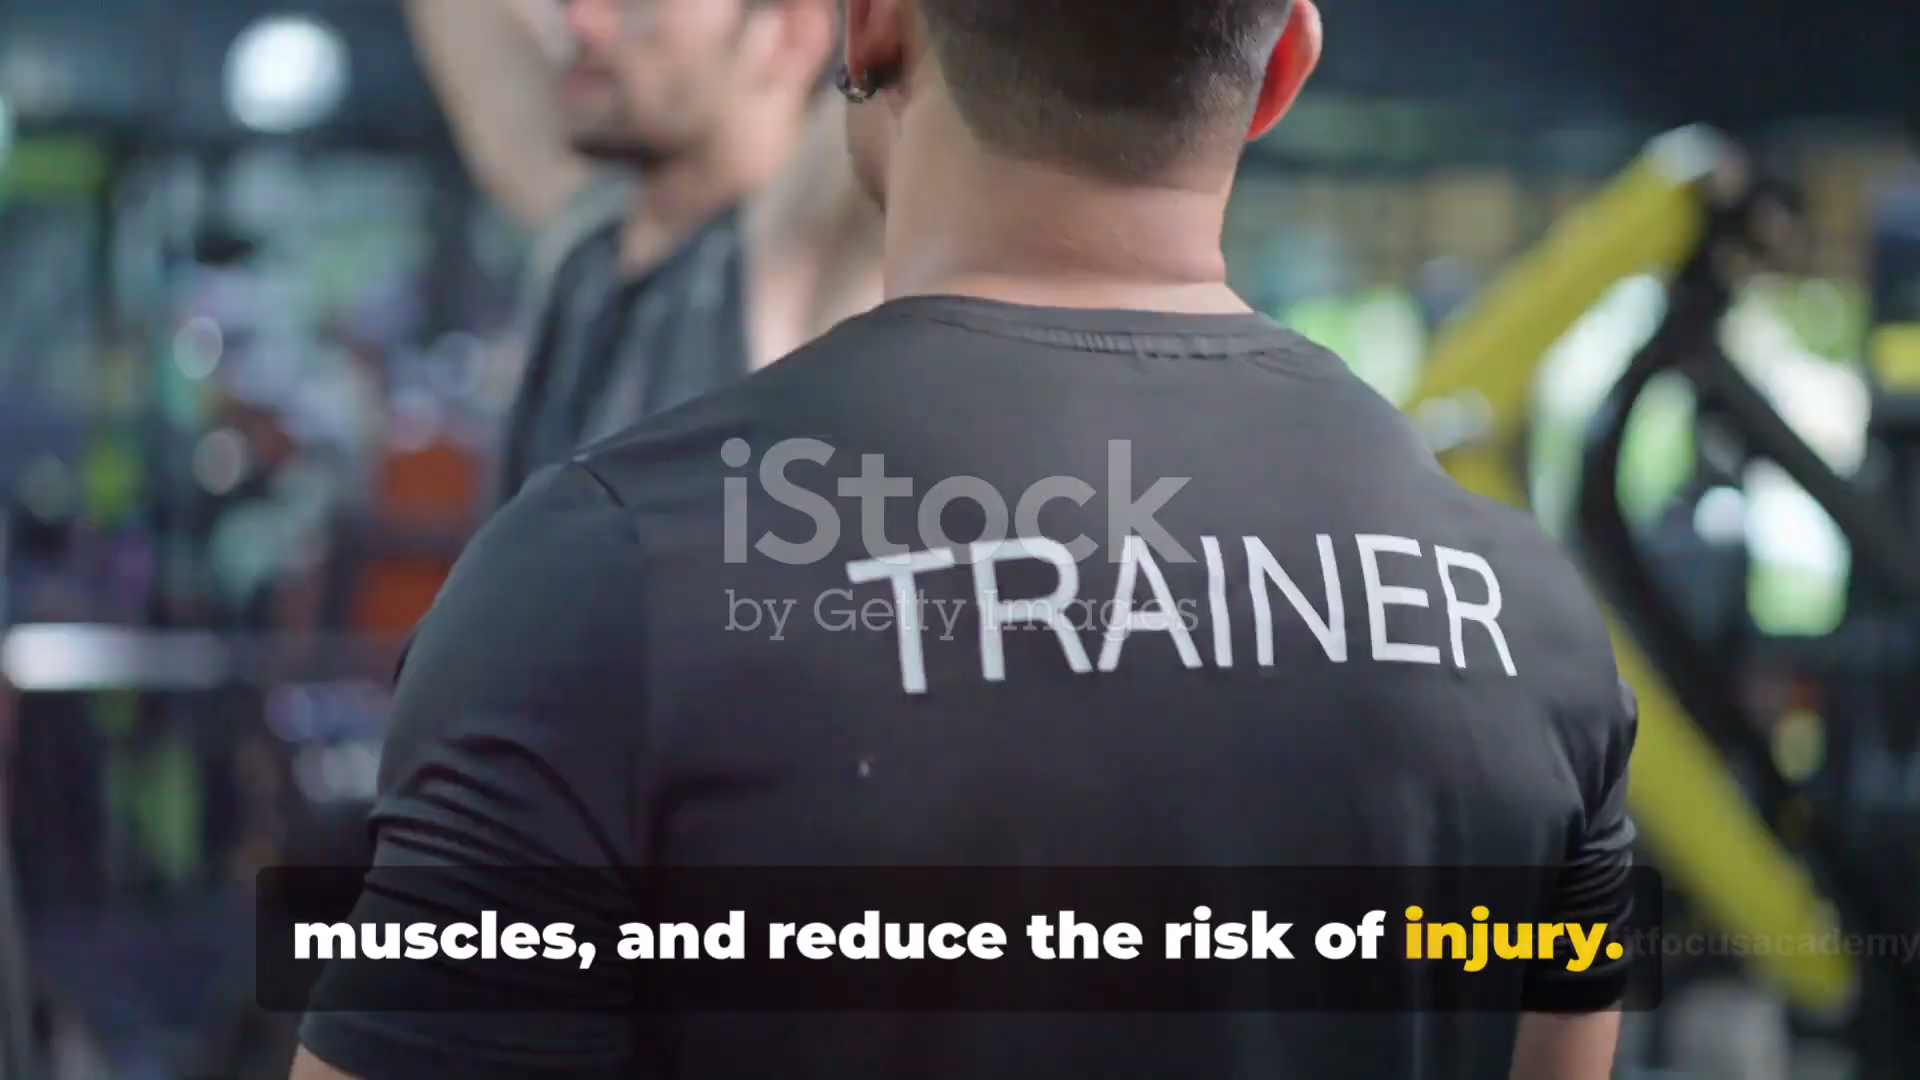 iStock
by Getty Images
TRAINER
muscles, and reduce the risk of injury.
itfocusacademy